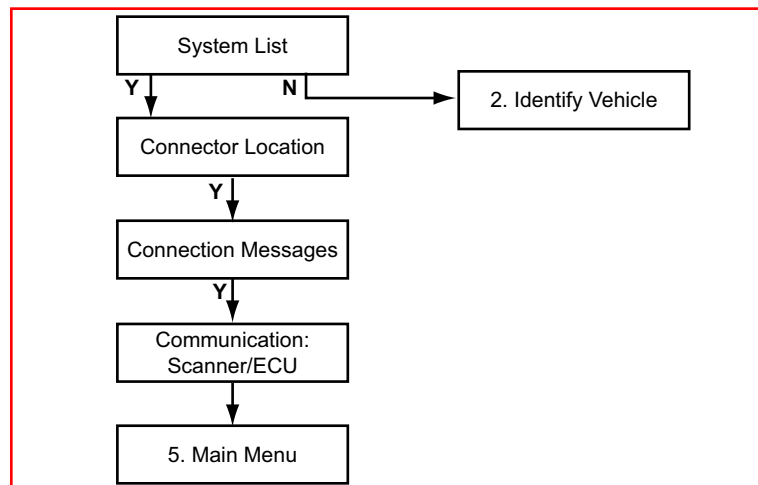 System List
Y
N
2. Identify Vehicle
Connector Location
Y
Connection Messages
Y
Communication:
Scanner/ECU
5. Main Menu